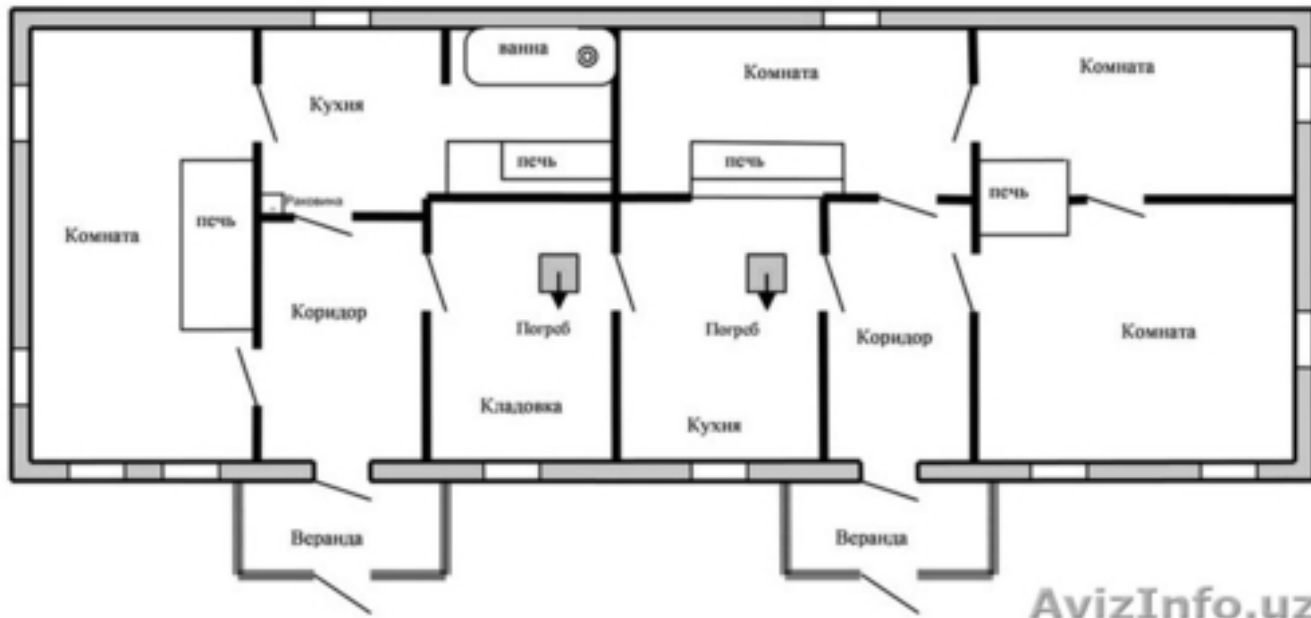 ванна
Комната
Комната
Кухня
печь
печь
печь
Раковина
печь
Комната
Коридор
Погреб
Погреб
Коридор
Комната
Кладовка
Кухня
Веранда
Веранда
AvizInfo.uz